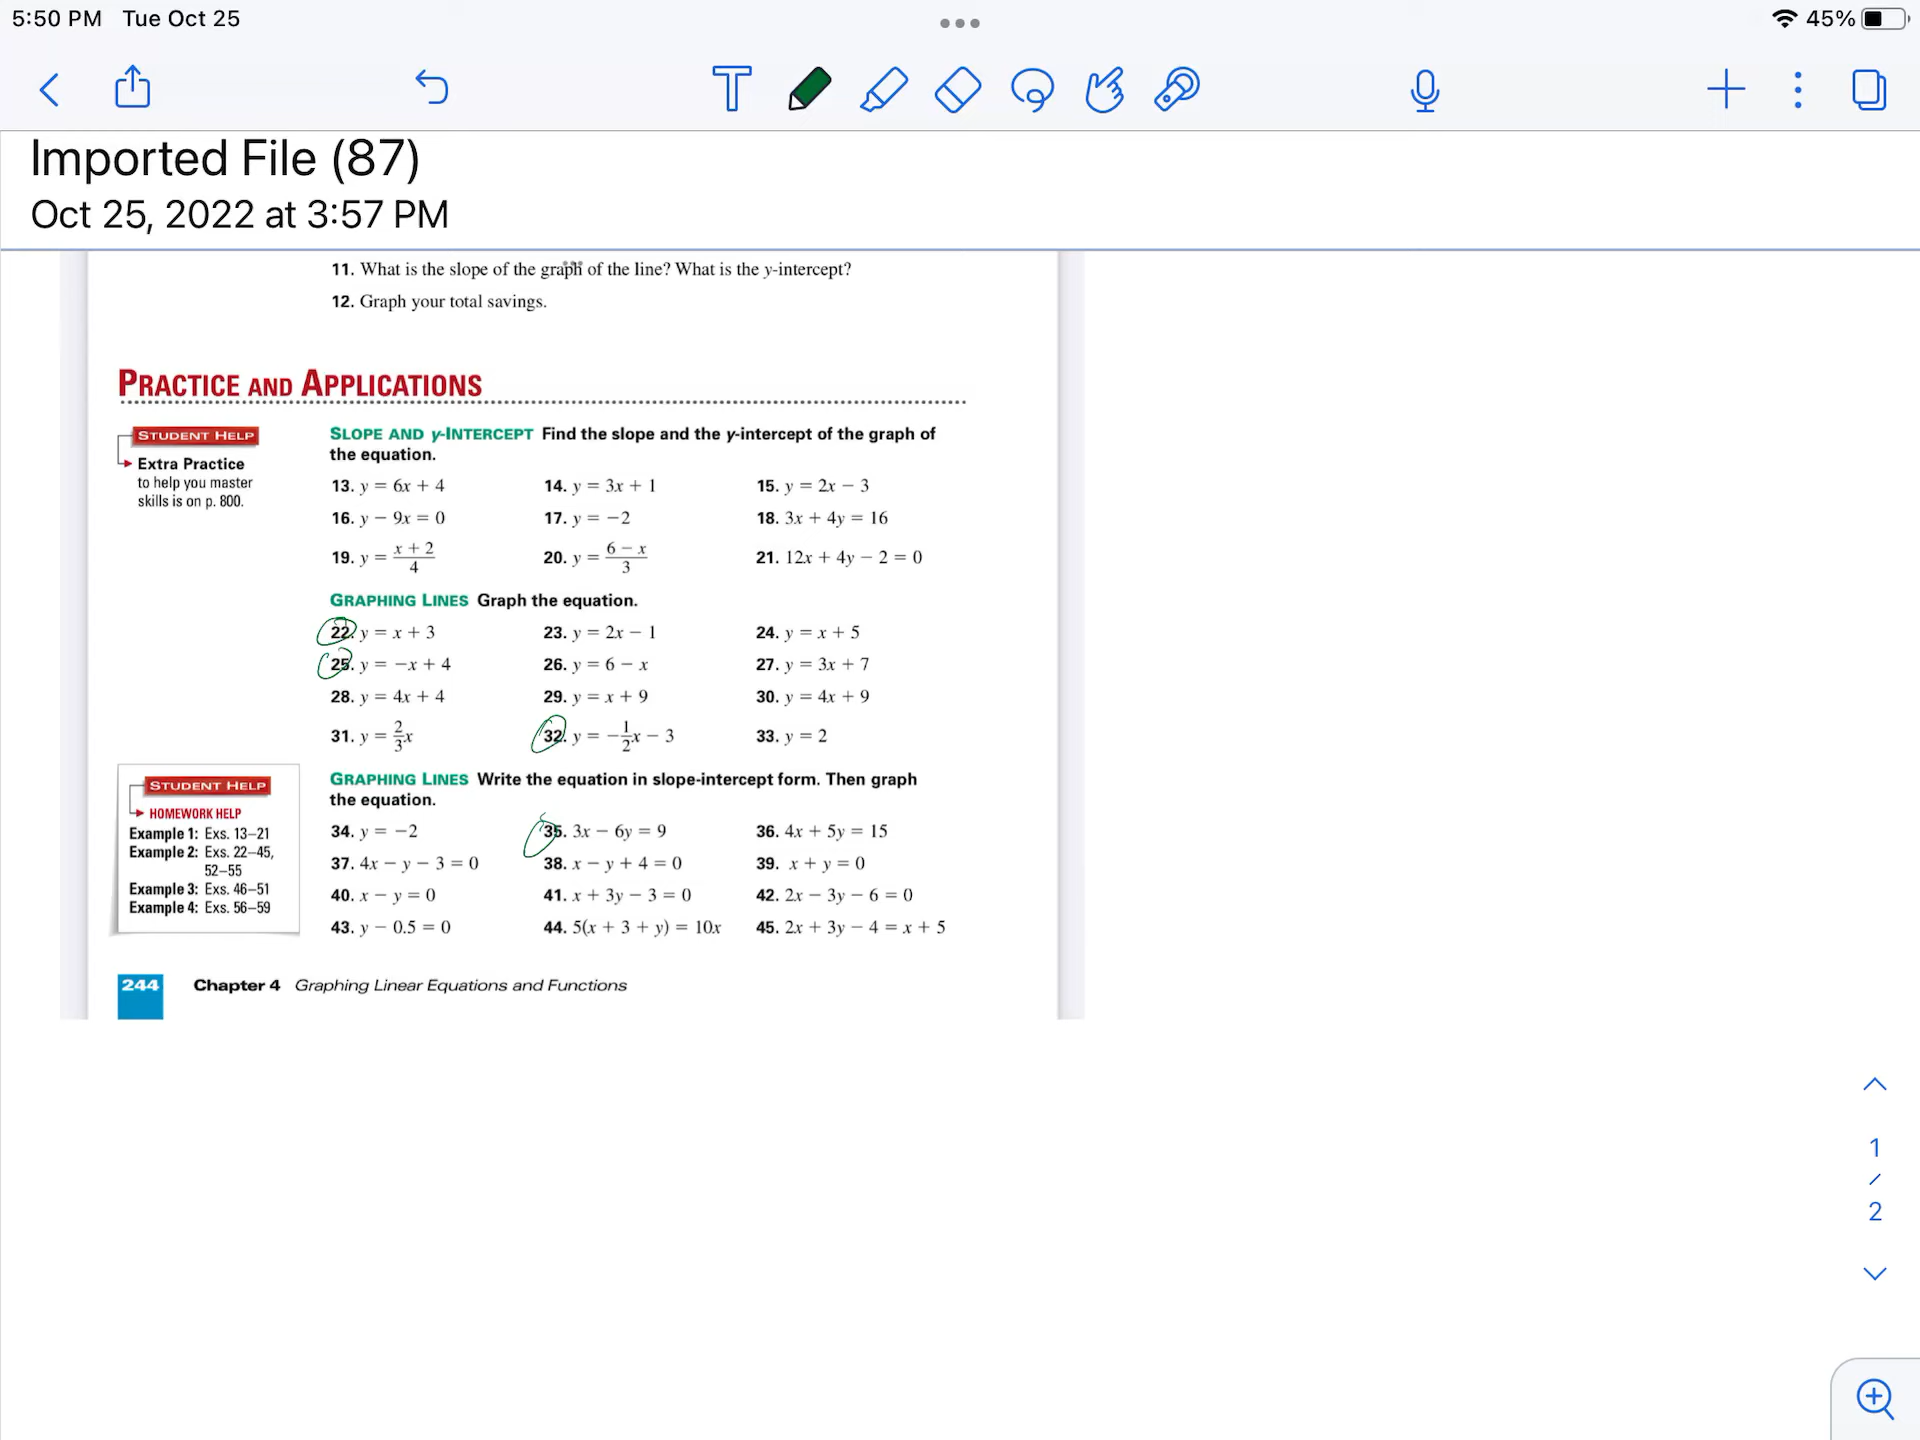 5:50 PM Tue Oct 25
45%
Imported File (87)
Oct 25, 2022 at 3:57 PM
11. What is the slope of the graph of the line? What is the y-intercept?
12. Graph your total savings.
PRACTICE AND APPLICATIONS
STUDENT HELP
Extra Practice
to help you master
skills is on p. 800.
SLOPE AND y-INTERCEPT Find the slope and the y-intercept of the graph of
the equation.
13. y = 6x + 4 14. y = 3x + 1 15. y = 2x − 3
16. y − 9x = 0 17. y = −2 18. 3x + 4y = 16
19. y = (x + 2)/4 20. y = (6 − x)/3 21. 12x + 4y − 2 = 0
GRAPHING LINES Graph the equation.
22. y = x + 3 23. y = 2x − 1 24. y = x + 5
25. y = −x + 4 26. y = 6 − x 27. y = 3x + 7
28. y = 4x + 4 29. y = x + 9 30. y = 4x + 9
31. y = 2/3x 32. y = −1/2x − 3 33. y = 2
STUDENT HELP
HOMEWORK HELP
Example 1: Exs. 13–21
Example 2: Exs. 22–45,
52–55
Example 3: Exs. 46–51
Example 4: Exs. 56–59
GRAPHING LINES Write the equation in slope-intercept form. Then graph
the equation.
34. y = −2 35. 3x − 6y = 9 36. 4x + 5y = 15
37. 4x − y − 3 = 0 38. x − y + 4 = 0 39. x + y = 0
40. x − y = 0 41. x + 3y − 3 = 0 42. 2x − 3y − 6 = 0
43. y − 0.5 = 0 44. 5(x + 3 + y) = 10x 45. 2x + 3y − 4 = x + 5
244 Chapter 4 Graphing Linear Equations and Functions
1
/
2